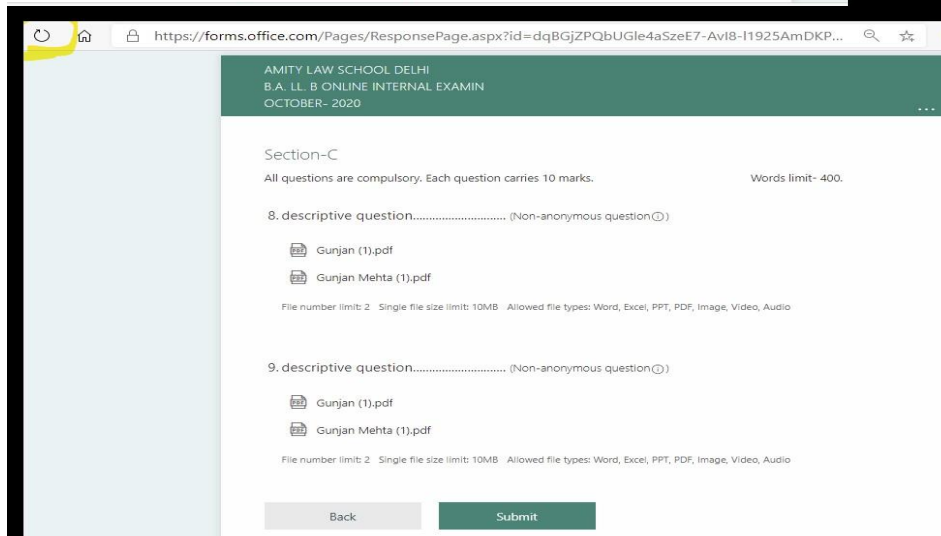 https://forms.office.com/Pages/ResponsePage.aspx?id=dqBGjZPQbUGle4aSzeE7-AvI8-l1925AmDKP...
AMITY LAW SCHOOL DELHI
B.A. LL. B ONLINE INTERNAL EXAMIN
OCTOBER- 2020
...
Section-C
All questions are compulsory. Each question carries 10 marks. Words limit- 400.
8. descriptive question............................ (Non-anonymous question)
Gunjan (1).pdf
Gunjan Mehta (1).pdf
File number limit: 2 Single file size limit: 10MB Allowed file types: Word, Excel, PPT, PDF, Image, Video, Audio
9. descriptive question............................ (Non-anonymous question)
Gunjan (1).pdf
Gunjan Mehta (1).pdf
File number limit: 2 Single file size limit: 10MB Allowed file types: Word, Excel, PPT, PDF, Image, Video, Audio
Back Submit